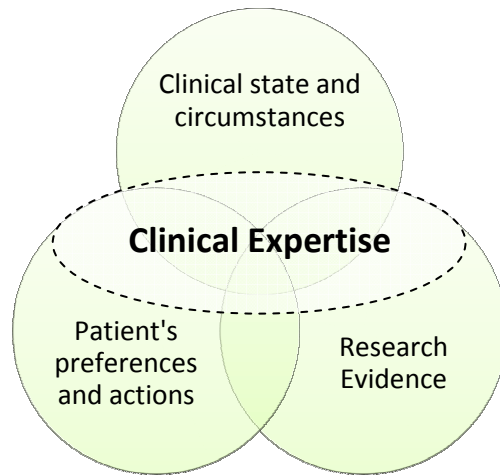 Clinical state and
circumstances
Clinical Expertise
Patient's
preferences
and actions
Research
Evidence